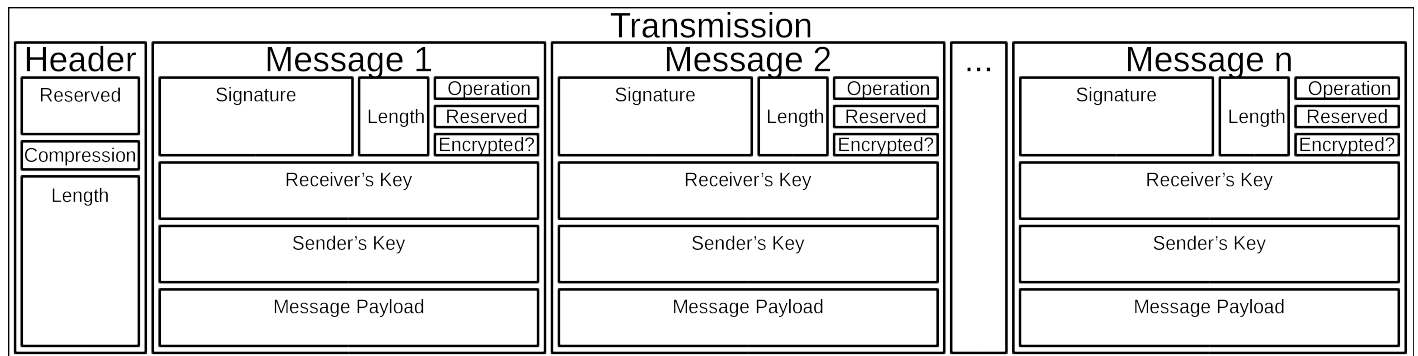 Transmission
Header
Reserved
Compression
Length
Message 1
Signature
Length
Operation
Reserved
Encrypted?
Receiver’s Key
Sender’s Key
Message Payload
Message 2
Signature
Length
Operation
Reserved
Encrypted?
Receiver’s Key
Sender’s Key
Message Payload
...
Message n
Signature
Length
Operation
Reserved
Encrypted?
Receiver’s Key
Sender’s Key
Message Payload